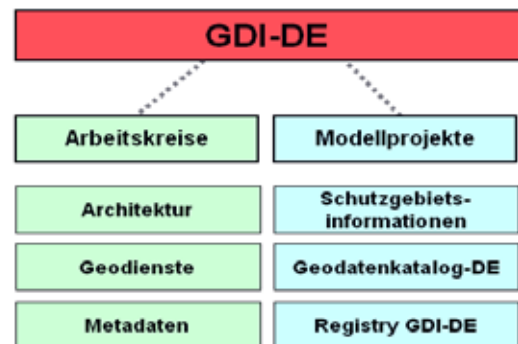 GDI-DE
Arbeitskreise
Modellprojekte
Architektur
Schutzgebiets-
informationen
Geodienste
Geodatenkatalog-DE
Metadaten
Registry GDI-DE